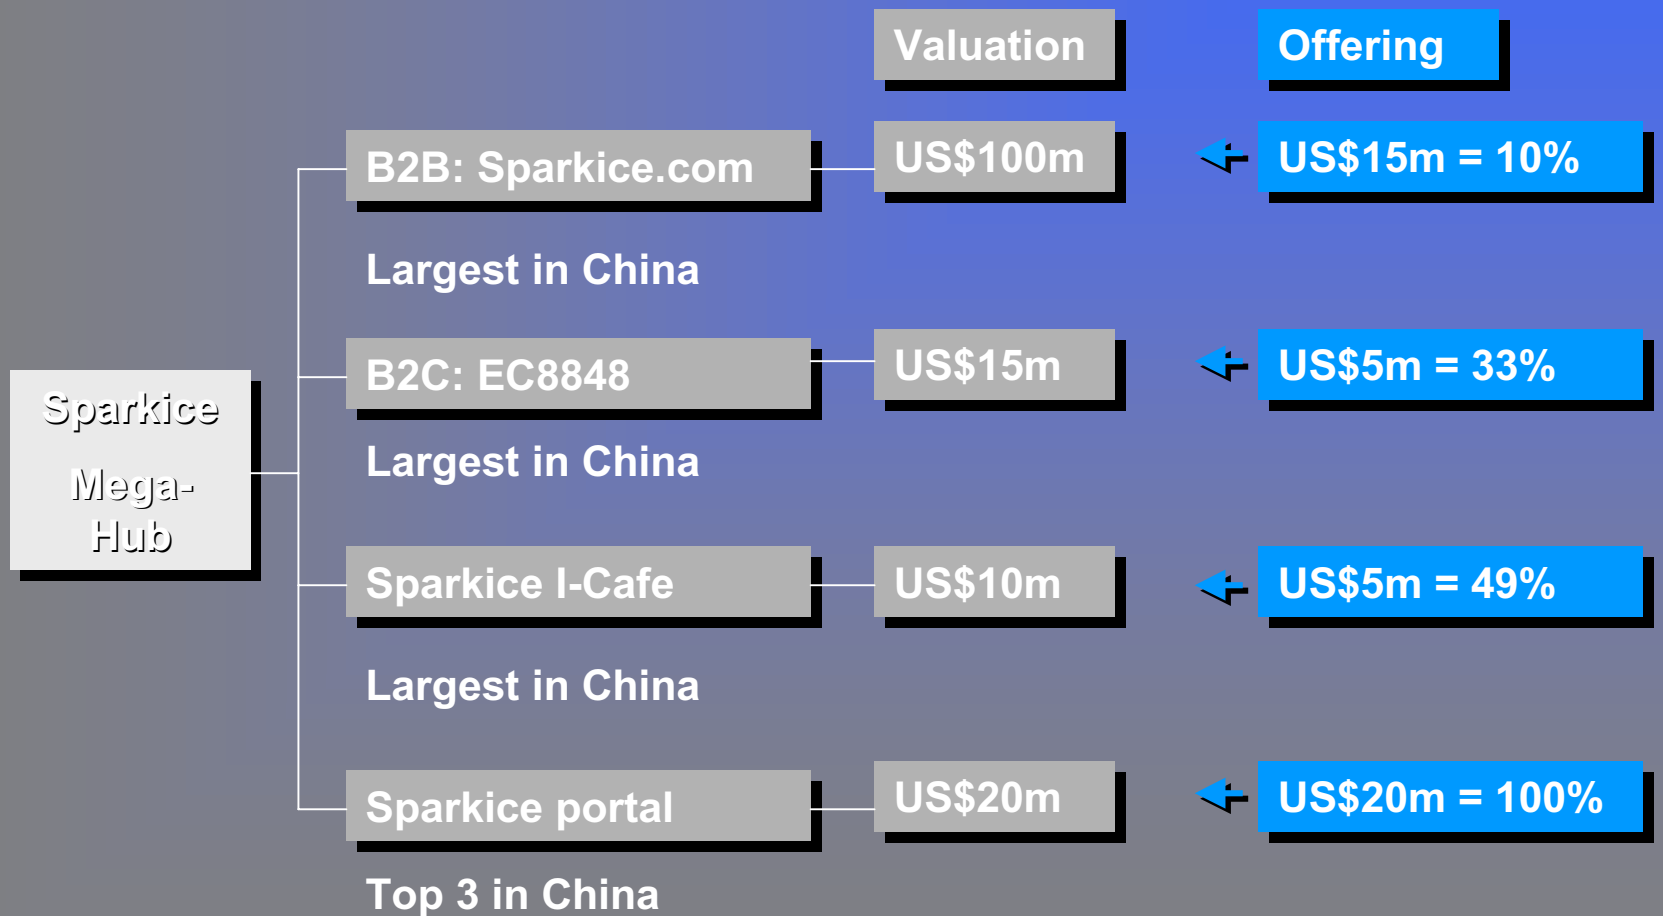 Valuation
Offering
B2B: Sparkice.com
US$100m
US$15m = 10%
Largest in China
B2C: EC8848
US$15m
US$5m = 33%
Largest in China
Sparkice
Mega-
Hub
Sparkice I-Cafe
US$10m
US$5m = 49%
Largest in China
Sparkice portal
US$20m
US$20m = 100%
Top 3 in China